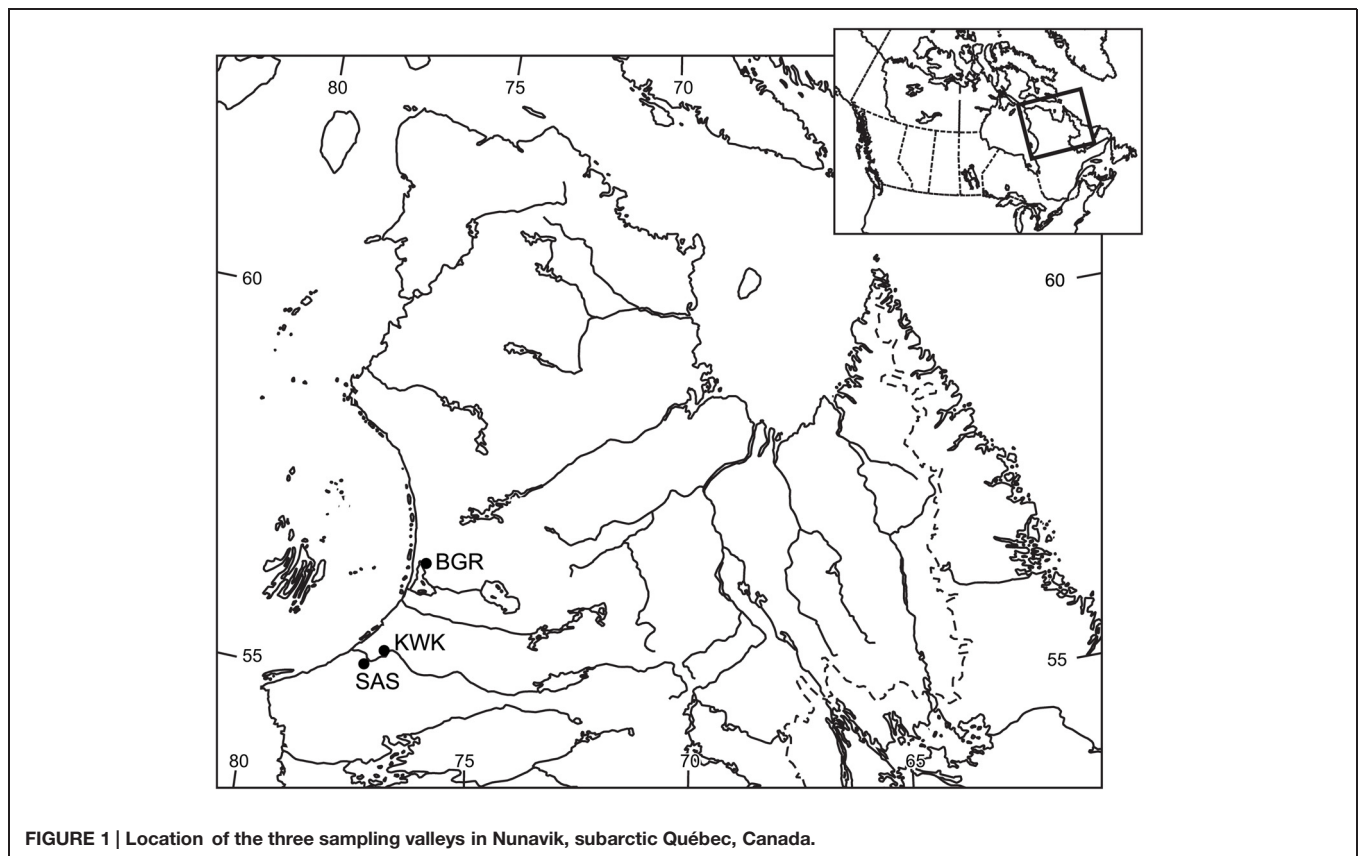 80 75 70
60 60
BGR
KWK
SAS
55 55
80 75 70 65
FIGURE 1 | Location of the three sampling valleys in Nunavik, subarctic Québec, Canada.